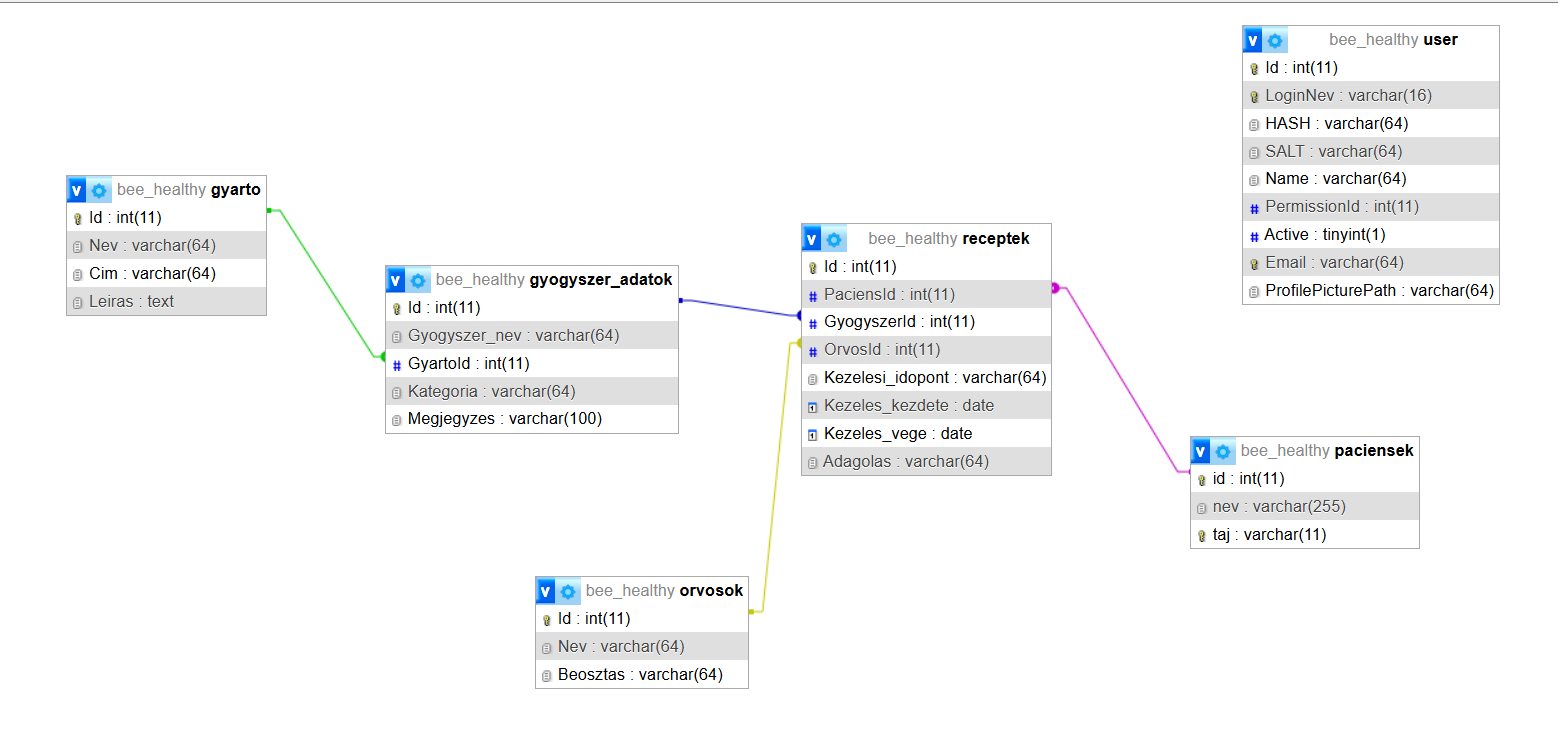 bee_healthy user
Id : int(11)
LoginNev : varchar(16)
HASH : varchar(64)
SALT : varchar(64)
Name : varchar(64)
PermissionId : int(11)
Active : tinyint(1)
Email : varchar(64)
ProfilePicturePath : varchar(64)
bee_healthy gyarto
Id : int(11)
Nev : varchar(64)
Cim : varchar(64)
Leiras : text
bee_healthy gyogyszer_adatok
Id : int(11)
Gyogyszer_nev : varchar(64)
GyartoId : int(11)
Kategoria : varchar(64)
Megjegyzes : varchar(100)
bee_healthy receptek
Id : int(11)
PaciensId : int(11)
GyogyszerId : int(11)
OrvosId : int(11)
Kezelesi_idopont : varchar(64)
Kezeles_kezdete : date
Kezeles_vege : date
Adagolas : varchar(64)
bee_healthy paciensek
id : int(11)
nev : varchar(255)
taj : varchar(11)
bee_healthy orvosok
Id : int(11)
Nev : varchar(64)
Beosztas : varchar(64)